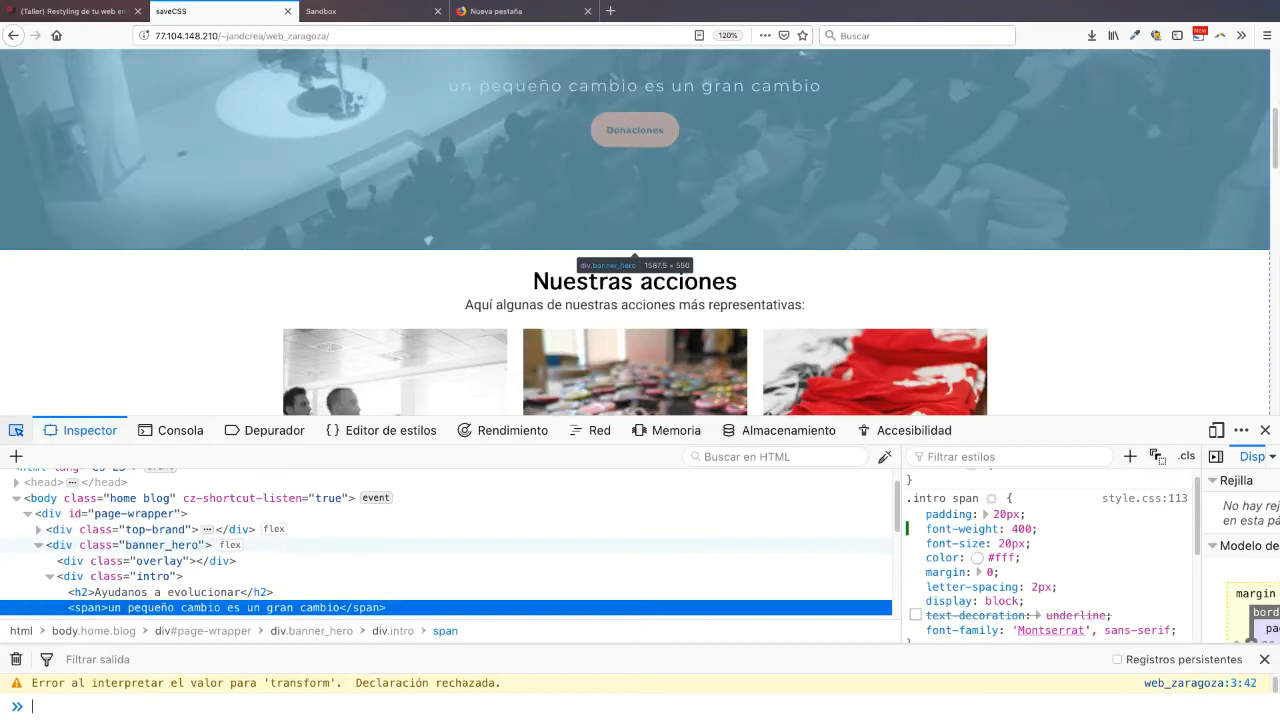 (Taller) Restyling de tu web en
saveCSS
Sandbox
Nueva pestaña
77.104.148.210/~jandcrea/web_zaragoza/
120%
Buscar
New
un pequeño cambio es un gran cambio
Donaciones
div.banner_hero | 1587.5 × 550
Nuestras acciones
Aquí algunas de nuestras acciones más representativas:
Inspector
Consola
Depurador
{ } Editor de estilos
Rendimiento
Red
Memoria
Almacenamiento
Accesibilidad
Buscar en HTML
Filtrar estilos
.cls
Disp
<head> </head>
<body class="home blog" cz-shortcut-listen="true"> event
<div id="page-wrapper">
<div class="top-brand"> </div> flex
<div class="banner_hero"> flex
<div class="overlay"></div>
<div class="intro">
<h2>Ayudanos a evolucionar</h2>
<span>un pequeño cambio es un gran cambio</span>
html > body.home.blog > div#page-wrapper > div.banner_hero > div.intro > span
}
.intro span { style.css:113
padding: 20px;
font-weight: 400;
font-size: 20px;
color: #fff;
margin: 0;
letter-spacing: 2px;
display: block;
text-decoration: underline;
font-family: 'Montserrat', sans-serif;
Rejilla
No hay rej
en esta pá
Modelo de
margin
bord
pa
Filtrar salida
Registros persistentes
Error al interpretar el valor para 'transform'. Declaración rechazada.
web_zaragoza:3:42
»